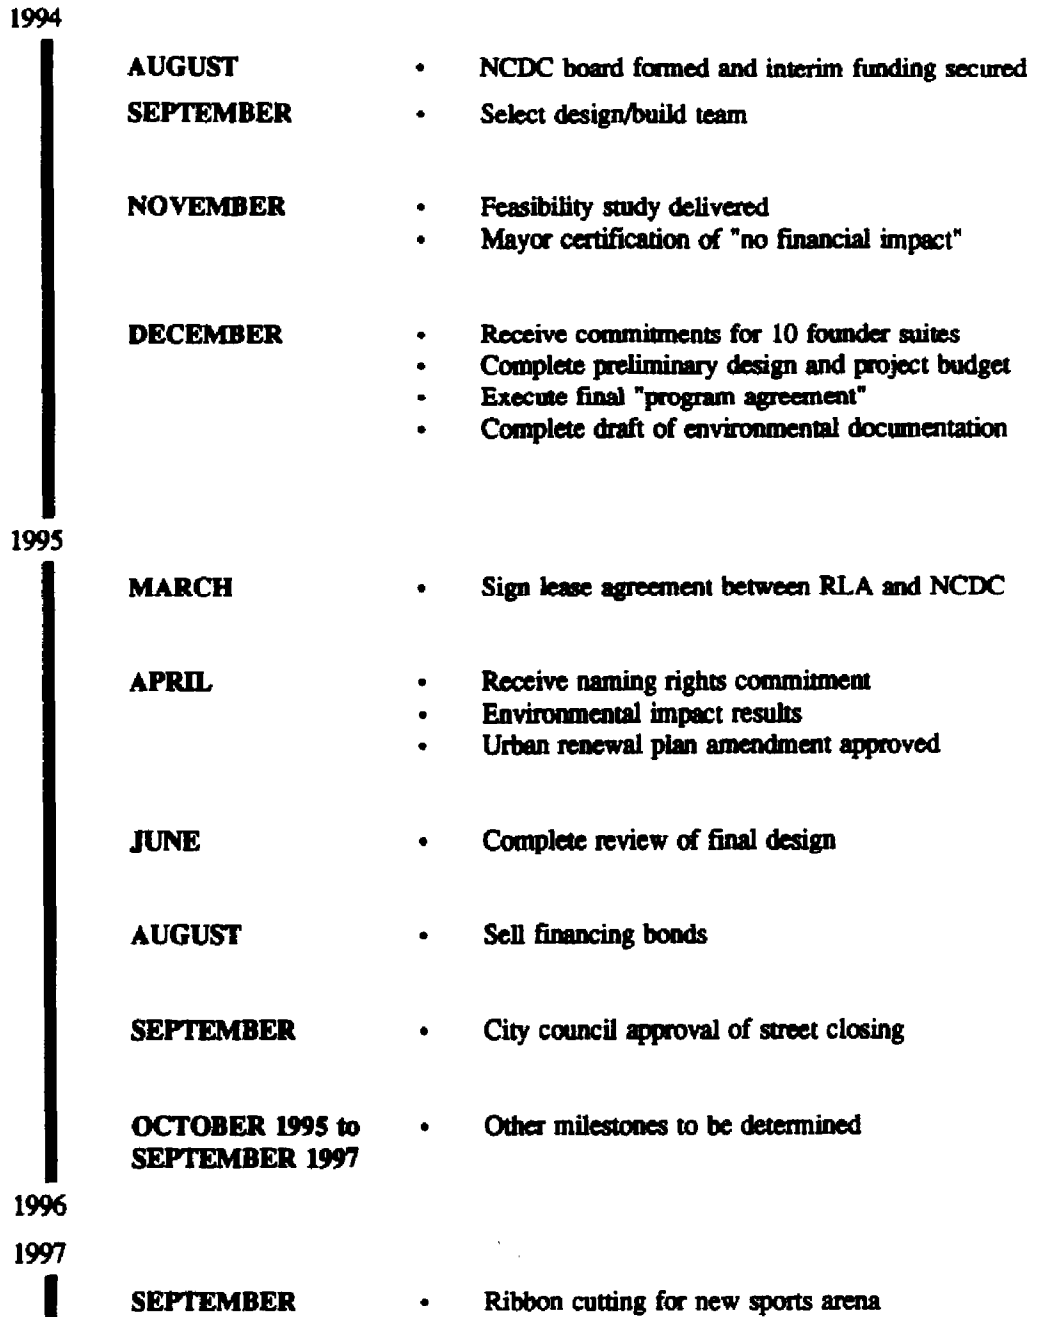 1994
AUGUST • NCDC board formed and interim funding secured
SEPTEMBER • Select design/build team
NOVEMBER • Feasibility study delivered
• Mayor certification of "no financial impact"
DECEMBER • Receive commitments for 10 founder suites
• Complete preliminary design and project budget
• Execute final "program agreement"
• Complete draft of environmental documentation
1995
MARCH • Sign lease agreement between RLA and NCDC
APRIL • Receive naming rights commitment
• Environmental impact results
• Urban renewal plan amendment approved
JUNE • Complete review of final design
AUGUST • Sell financing bonds
SEPTEMBER • City council approval of street closing
OCTOBER 1995 to • Other milestones to be determined
SEPTEMBER 1997
1996
1997
SEPTEMBER • Ribbon cutting for new sports arena